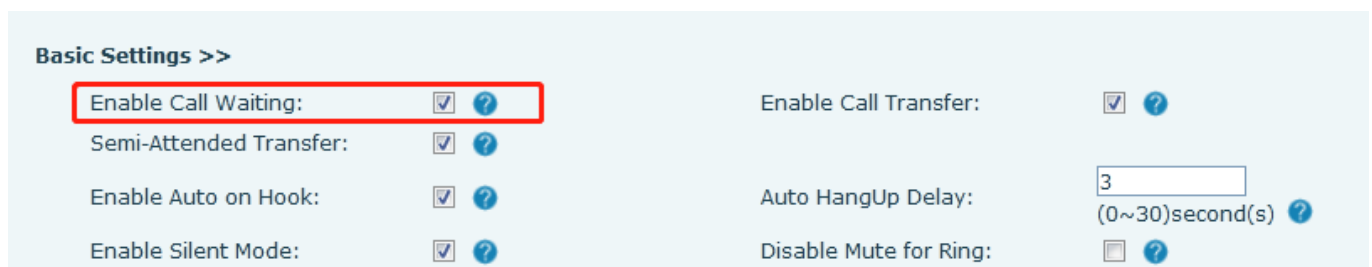 Basic Settings >>
Enable Call Waiting: ? Enable Call Transfer: ?
Semi-Attended Transfer: ?
Enable Auto on Hook: ? Auto HangUp Delay: 3
(0~30)second(s) ?
Enable Silent Mode: ? Disable Mute for Ring: ?